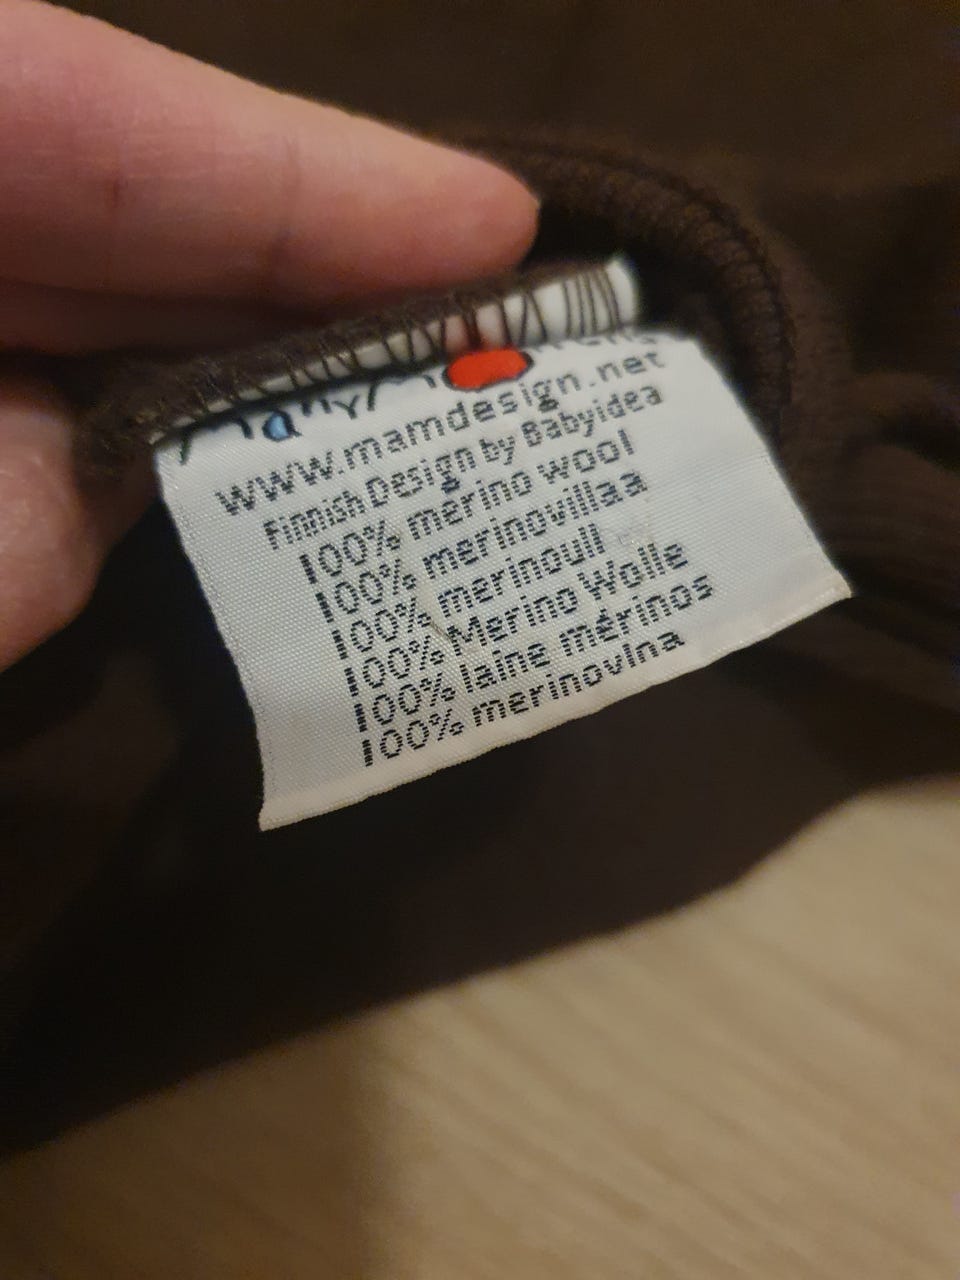 www.mamdesign.net
Finnish Design by Babyidea
100% merino wool
100% merinovillaa
100% merinoull
100% Merino Wolle
100% laine mérinos
100% merinovlna